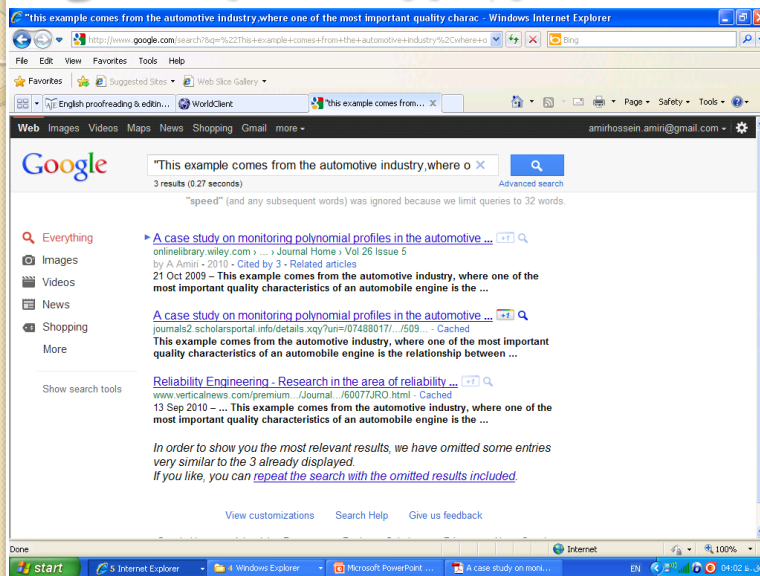 "this example comes from the automotive industry,where one of the most important quality charac - Windows Internet Explorer
http://www.google.com/search?&q=%22This+example+comes+from+the+automotive+industry%2Cwhere+o
Bing
File Edit View Favorites Tools Help
Favorites Suggested Sites Web Slice Gallery
English proofreading & editin... WorldClient "this example comes from... X Page Safety Tools
Web Images Videos Maps News Shopping Gmail more amirhossein.amiri@gmail.com
Google "This example comes from the automotive industry,where o
3 results (0.27 seconds) Advanced search
"speed" (and any subsequent words) was ignored because we limit queries to 32 words.
Everything
Images
Videos
News
Shopping
More
Show search tools
A case study on monitoring polynomial profiles in the automotive ... +1
onlinelibrary.wiley.com › ... › Journal Home › Vol 26 Issue 5
by A Amiri - 2010 - Cited by 3 - Related articles
21 Oct 2009 – This example comes from the automotive industry, where one of the
most important quality characteristics of an automobile engine is the ...
A case study on monitoring polynomial profiles in the automotive ... +1
journals2.scholarsportal.info/details.xqy?uri=/07488017/.../509... - Cached
This example comes from the automotive industry, where one of the most important
quality characteristics of an automobile engine is the relationship between ...
Reliability Engineering - Research in the area of reliability ... +1
www.verticalnews.com/premium.../Journal.../60077JRO.html - Cached
13 Sep 2010 – ... This example comes from the automotive industry, where one of the
most important quality characteristics of an automobile engine is the ...
In order to show you the most relevant results, we have omitted some entries
very similar to the 3 already displayed.
If you like, you can repeat the search with the omitted results included.
View customizations Search Help Give us feedback
Done Internet 100%
start 5 Internet Explorer 4 Windows Explorer Microsoft PowerPoint ... A case study on moni... EN 04:02